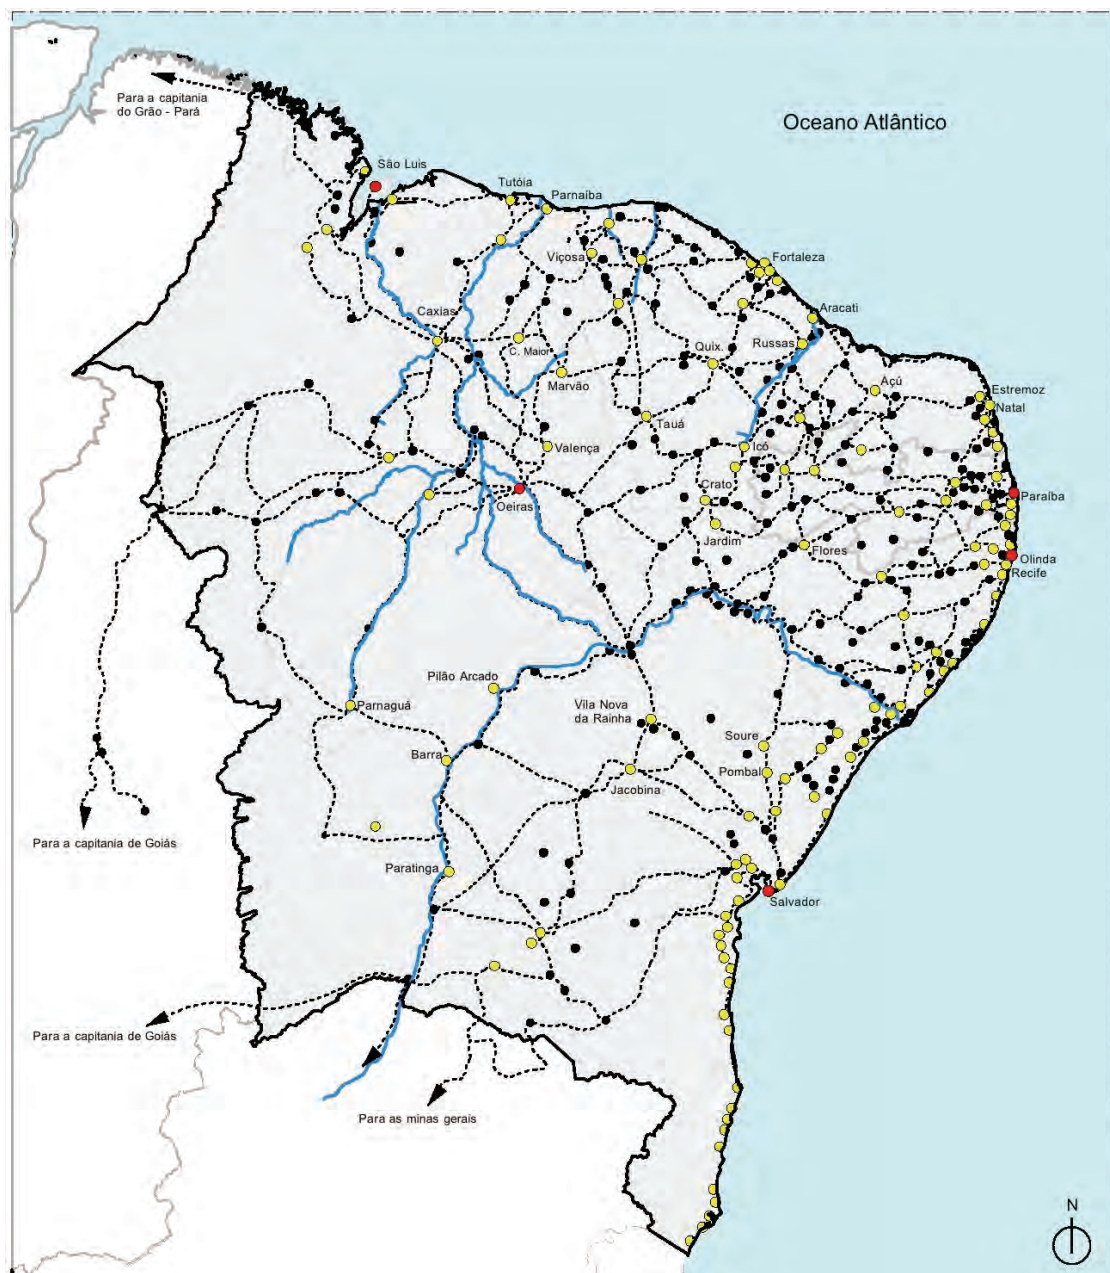 Para a capitania
do Grão - Pará
Oceano Atlântico
São Luis
Tutóia
Parnaíba
Viçosa
Fortaleza
Caxias
Aracati
C. Maior
Quix.
Russas
Marvão
Açú
Estremoz
Natal
Tauá
Valença
Icó
Crato
Paraíba
Oeiras
Jardim
Flores
Olinda
Recife
Pilão Arcado
Parnaguá
Vila Nova
da Rainha
Soure
Barra
Pombal
Jacobina
Para a capitania de Goiás
Paratinga
Salvador
Para a capitania de Goiás
Para as minas gerais
N